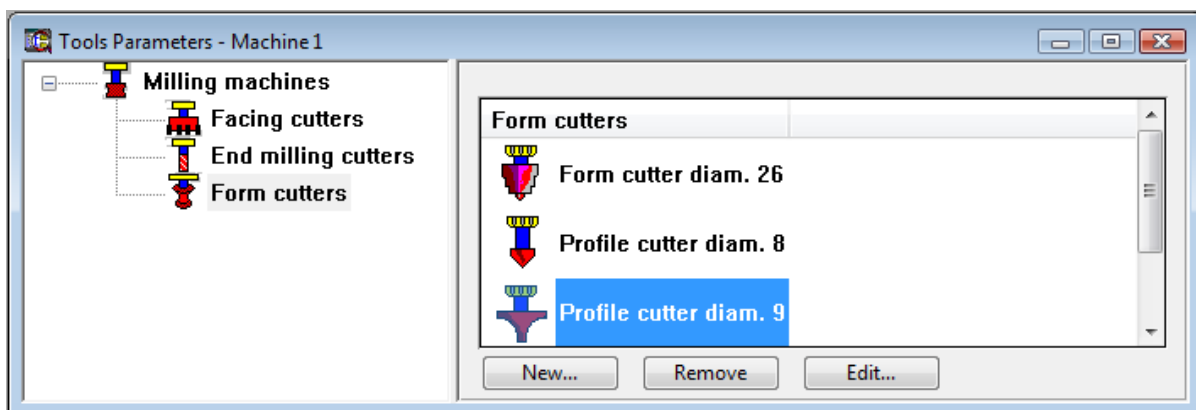 Tools Parameters - Machine 1
Milling machines
Facing cutters
End milling cutters
Form cutters
Form cutters
Form cutter diam. 26
Profile cutter diam. 8
Profile cutter diam. 9
New... Remove Edit...